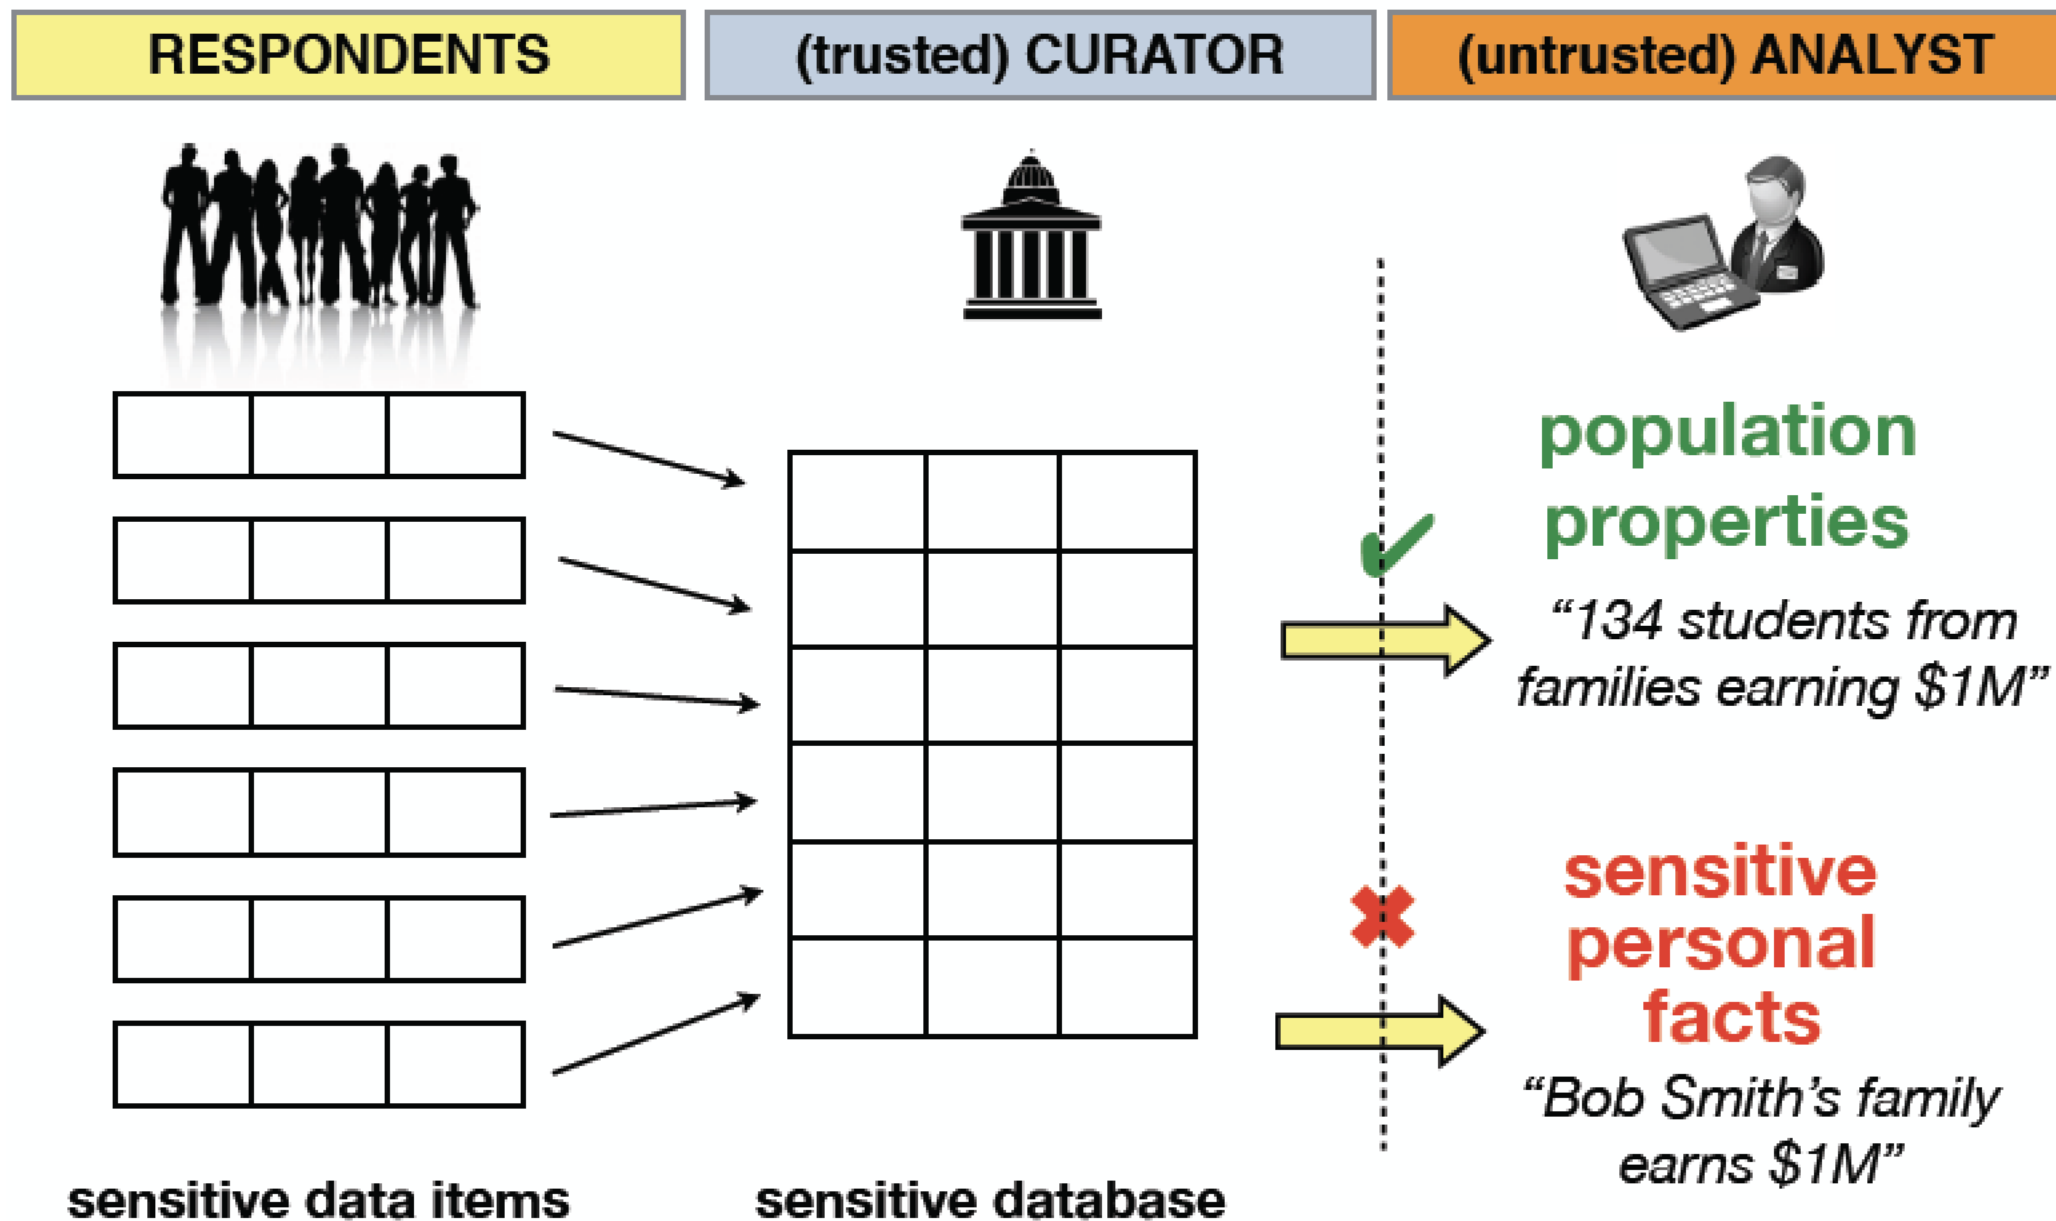 RESPONDENTS
(trusted) CURATOR
(untrusted) ANALYST
population
properties
“134 students from
families earning $1M”
sensitive
personal
facts
“Bob Smith’s family
earns $1M”
sensitive data items
sensitive database